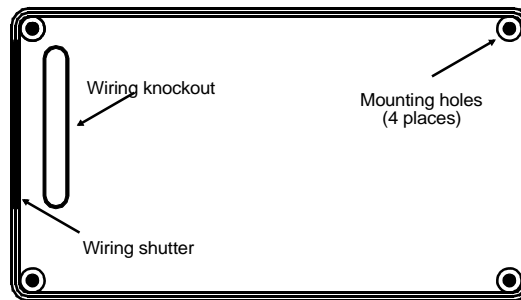 Wiring knockout
Mounting holes
(4 places)
Wiring shutter